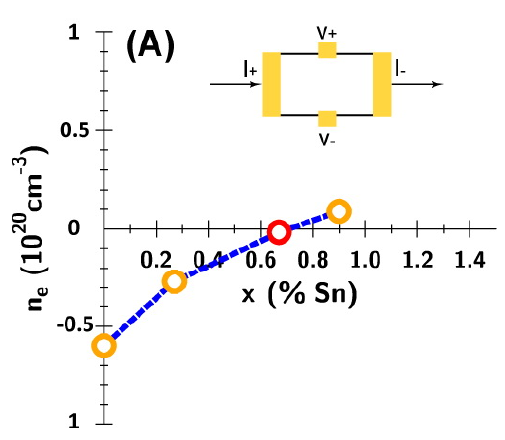 (A)
V+
I+
I-
V-
1
0.5
0
-0.5
1
n_e (10^20 cm^-3)
0.2 0.4 0.6 0.8 1.0 1.2 1.4
x (% Sn)